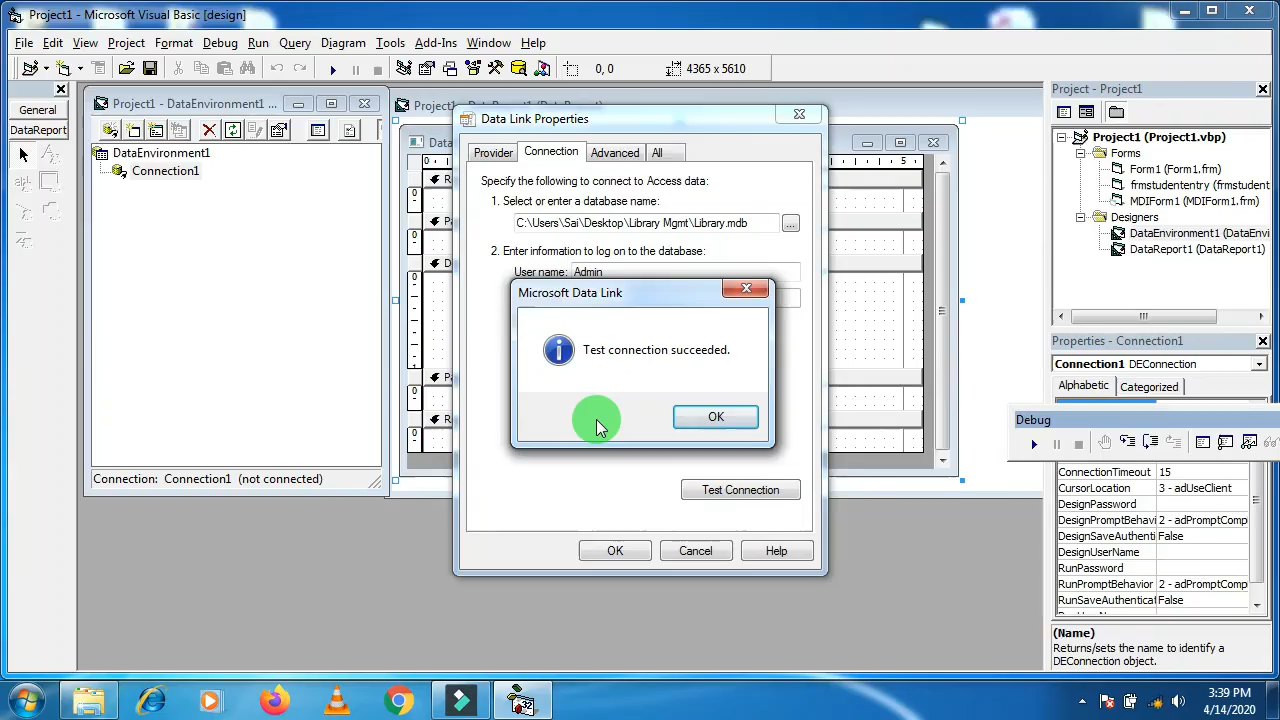 Project1 - Microsoft Visual Basic [design]
File Edit View Project Format Debug Run Query Diagram Tools Add-Ins Window Help
0, 0
4365 x 5610
General
DataReport
Project1 - DataEnvironment1 ...
DataEnvironment1
Connection1
Connection: Connection1 (not connected)
Data Link Properties
Provider Connection Advanced All
Specify the following to connect to Access data:
1. Select or enter a database name:
C:\Users\Sai\Desktop\Library Mgmt\Library.mdb
...
2. Enter information to log on to the database:
User name: Admin
Microsoft Data Link
Test connection succeeded.
OK
Test Connection
OK Cancel Help
Project - Project1
Project1 (Project1.vbp)
Forms
Form1 (Form1.frm)
frmstudententry (frmstudent
MDIForm1 (MDIForm1.frm)
Designers
DataEnvironment1 (DataEnvi
DataReport1 (DataReport1)
Properties - Connection1
Connection1 DEConnection
Alphabetic Categorized
Debug
ConnectionTimeout 15
CursorLocation 3 - adUseClient
DesignPassword
DesignPromptBehavi 2 - adPromptComp
DesignSaveAuthenti False
DesignUserName
RunPassword
RunPromptBehavior 2 - adPromptComp
RunSaveAuthenticat False
(Name)
Returns/sets the name to identify a
DEConnection object.
3:39 PM
4/14/2020